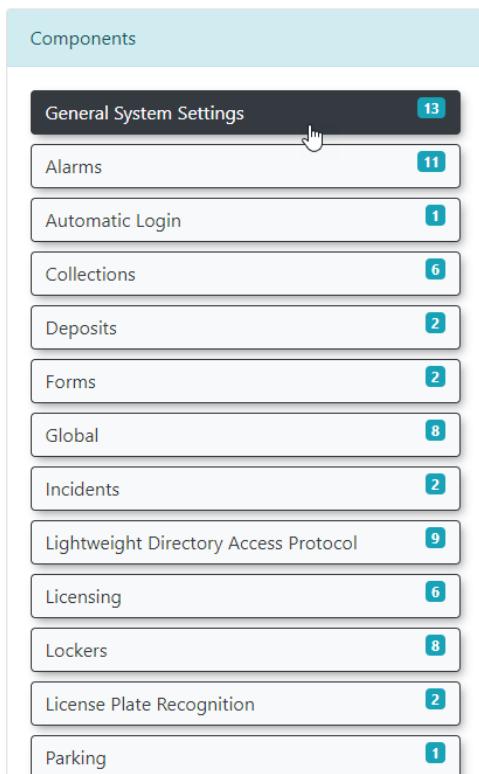 Components
General System Settings 13
Alarms 11
Automatic Login 1
Collections 6
Deposits 2
Forms 2
Global 8
Incidents 2
Lightweight Directory Access Protocol 9
Licensing 6
Lockers 8
License Plate Recognition 2
Parking 1